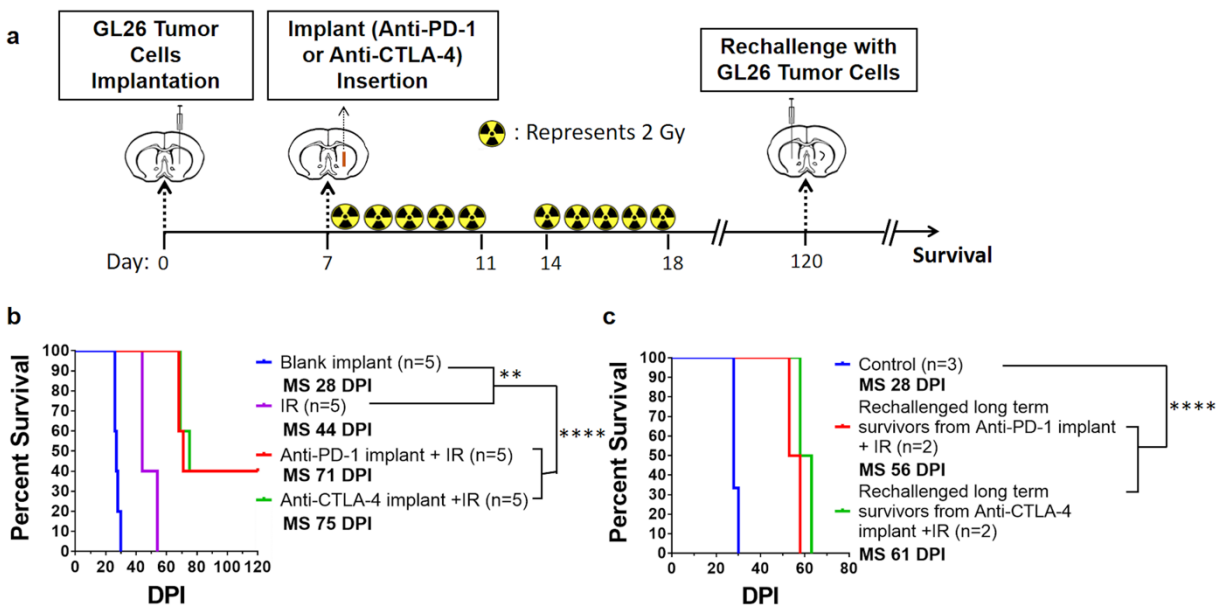 a
GL26 Tumor
Cells
Implantation
Implant (Anti-PD-1
or Anti-CTLA-4)
Insertion
Rechallenge with
GL26 Tumor Cells
: Represents 2 Gy
Day: 0 7 11 14 18 120 Survival
b
Percent Survival
100
90
80
70
60
50
40
30
20
10
0
0 20 40 60 80 100 120
DPI
Blank implant (n=5)
MS 28 DPI
IR (n=5)
MS 44 DPI
Anti-PD-1 implant + IR (n=5)
MS 71 DPI
Anti-CTLA-4 implant +IR (n=5)
MS 75 DPI
**
****
c
Percent Survival
100
90
80
70
60
50
40
30
20
10
0
0 20 40 60 80
DPI
Control (n=3)
MS 28 DPI
Rechallenged long term
survivors from Anti-PD-1 implant
+ IR (n=2)
MS 56 DPI
Rechallenged long term
survivors from Anti-CTLA-4
implant +IR (n=2)
MS 61 DPI
****